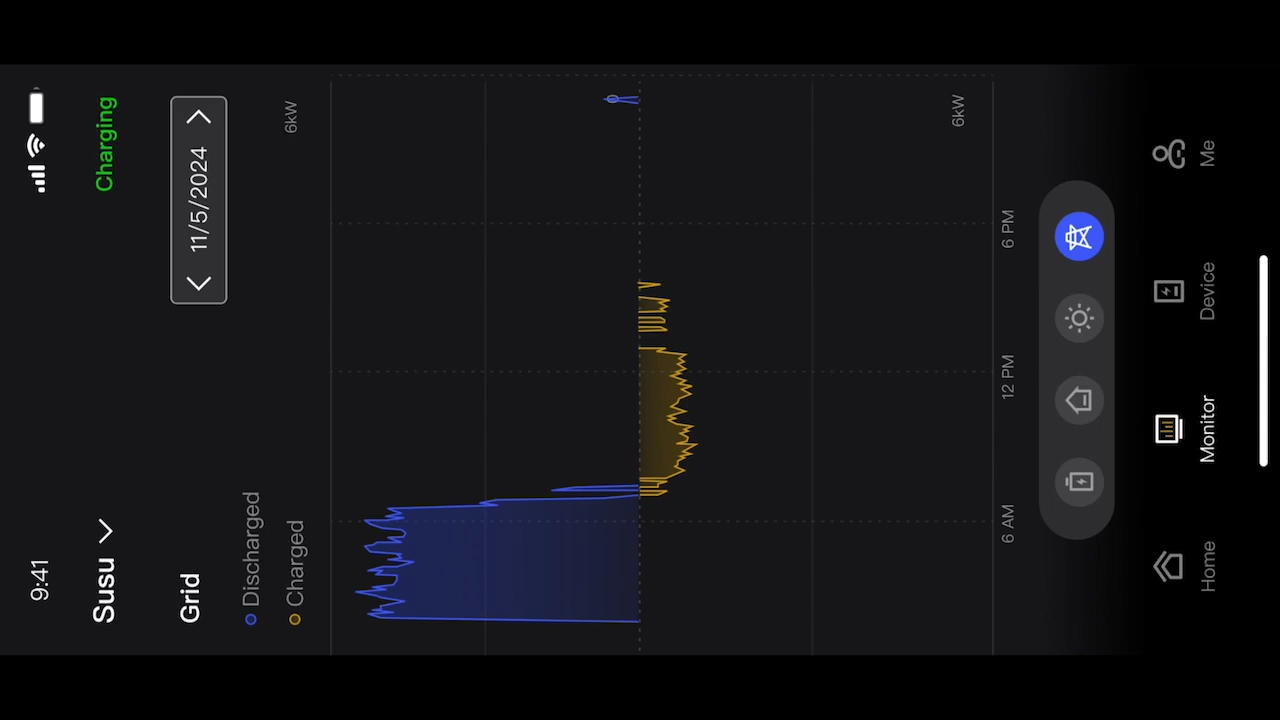 9:41
Susu
Charging
Grid
11/5/2024
Discharged
Charged
6kW
6kW
6 AM
12 PM
6 PM
Home
Monitor
Device
Me